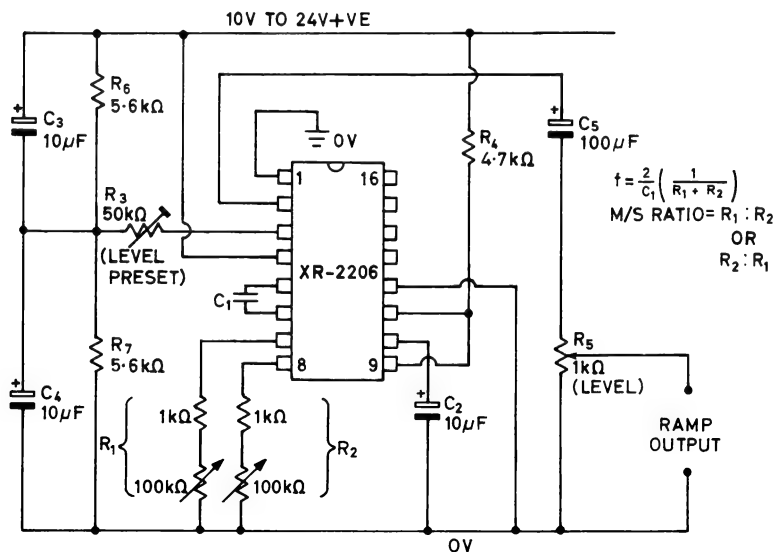 10V TO 24V+VE
R6
5.6kΩ
+
C3
10µF
0V
R4
4.7kΩ
+
C5
100µF
1
16
R3
50kΩ
(LEVEL
PRESET)
XR-2206
f = 2/C1 ( 1/R1 + R2 )
M/S RATIO = R1 : R2
OR
R2 : R1
C1
R7
5.6kΩ
8
9
R5
1kΩ
(LEVEL)
+
C4
10µF
+
C2
10µF
R1
1kΩ
1kΩ
R2
100kΩ
100kΩ
RAMP
OUTPUT
0V